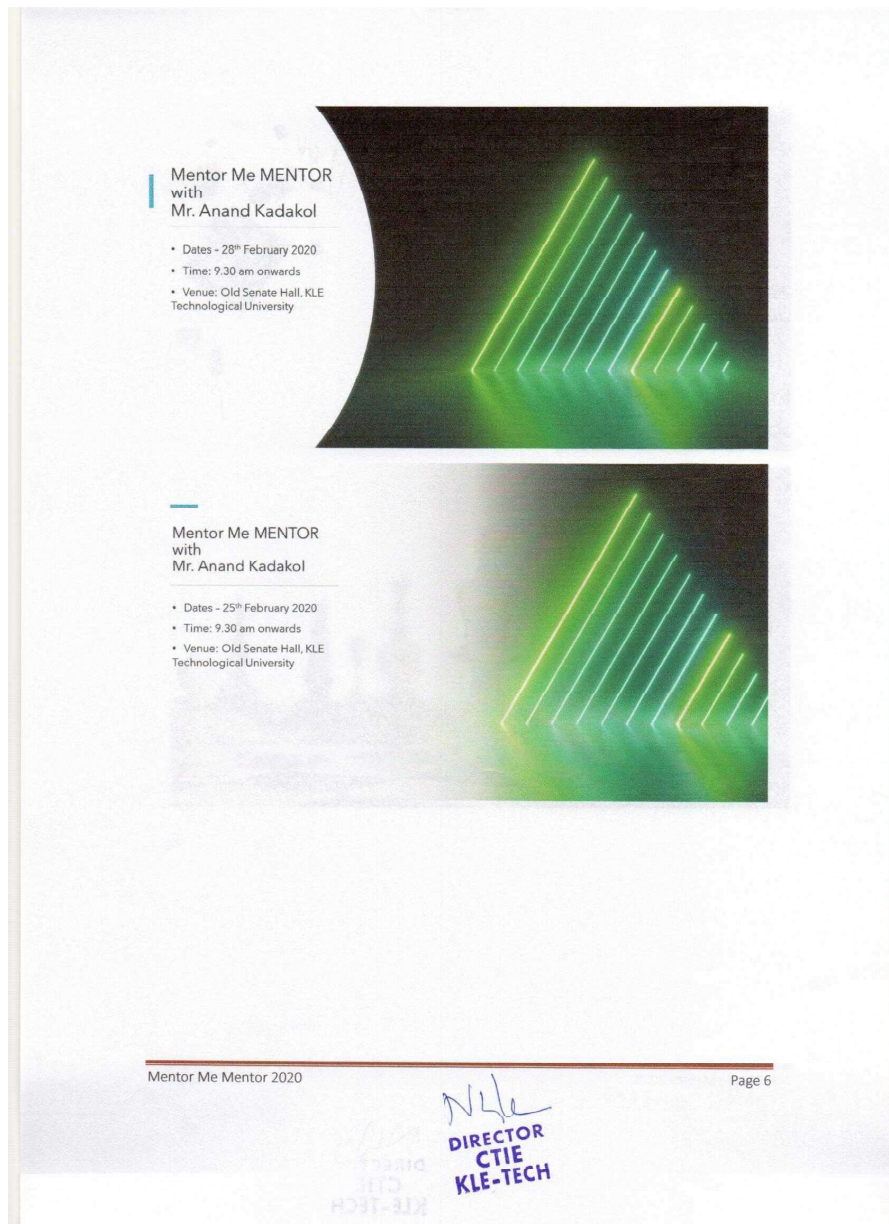 Mentor Me MENTOR
with
Mr. Anand Kadakol
• Dates – 28th February 2020
• Time: 9.30 am onwards
• Venue: Old Senate Hall. KLE
Technological University
Mentor Me MENTOR
with
Mr. Anand Kadakol
• Dates – 25th February 2020
• Time: 9.30 am onwards
• Venue: Old Senate Hall, KLE
Technological University
Mentor Me Mentor 2020
Page 6
DIRECTOR
CTIE
KLE-TECH